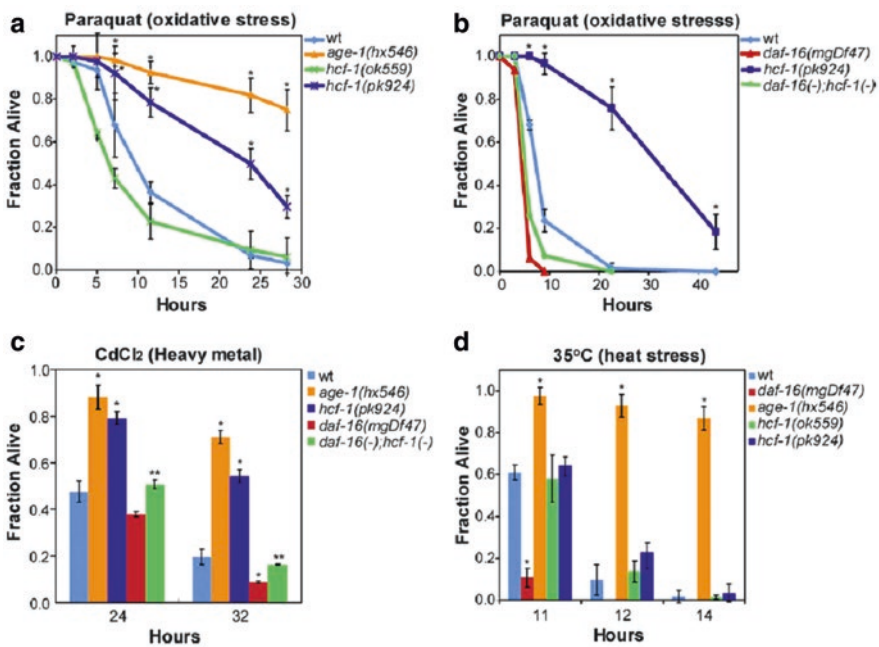 a
Paraquat (oxidative stress)
wt
age-1(hx546)
hcf-1(ok559)
hcf-1(pk924)
Fraction Alive
1.0
0.8
0.6
0.4
0.2
0.0
0 5 10 15 20 25 30
Hours
b
Paraquat (oxidative stresss)
wt
daf-16(mgDf47)
hcf-1(pk924)
daf-16(-);hcf-1(-)
Fraction Alive
1.0
0.8
0.6
0.4
0.2
0.0
0 10 20 30 40
Hours
c
CdCl2 (Heavy metal)
wt
age-1(hx546)
hcf-1(pk924)
daf-16(mgDf47)
daf-16(-);hcf-1(-)
Fraction Alive
1.0
0.8
0.6
0.4
0.2
0.0
* * ** * * * **
24 32
Hours
d
35°C (heat stress)
wt
daf-16(mgDf47)
age-1(hx546)
hcf-1(ok559)
hcf-1(pk924)
Fraction Alive
1.0
0.8
0.6
0.4
0.2
0.0
* * * *
11 12 14
Hours